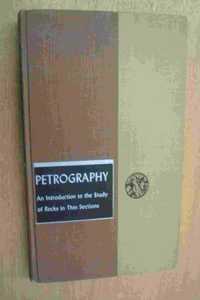 PETROGRAPHY
An Introduction to the Study
of Rocks in Thin Sections